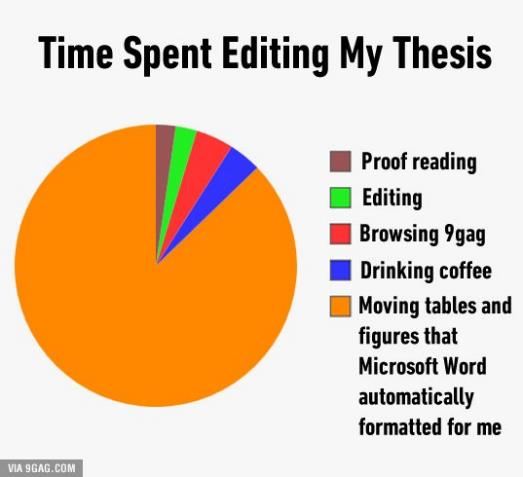 Time Spent Editing My Thesis
Proof reading
Editing
Browsing 9gag
Drinking coffee
Moving tables and
figures that
Microsoft Word
automatically
formatted for me
VIA 9GAG.COM